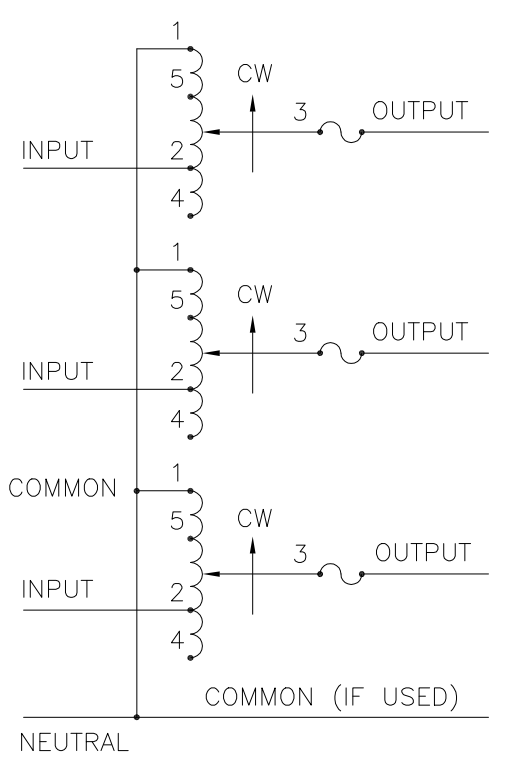 1
5
CW
3
OUTPUT
INPUT
2
4
1
5
CW
3
OUTPUT
INPUT
2
4
1
COMMON
5
CW
3
OUTPUT
INPUT
2
4
COMMON (IF USED)
NEUTRAL